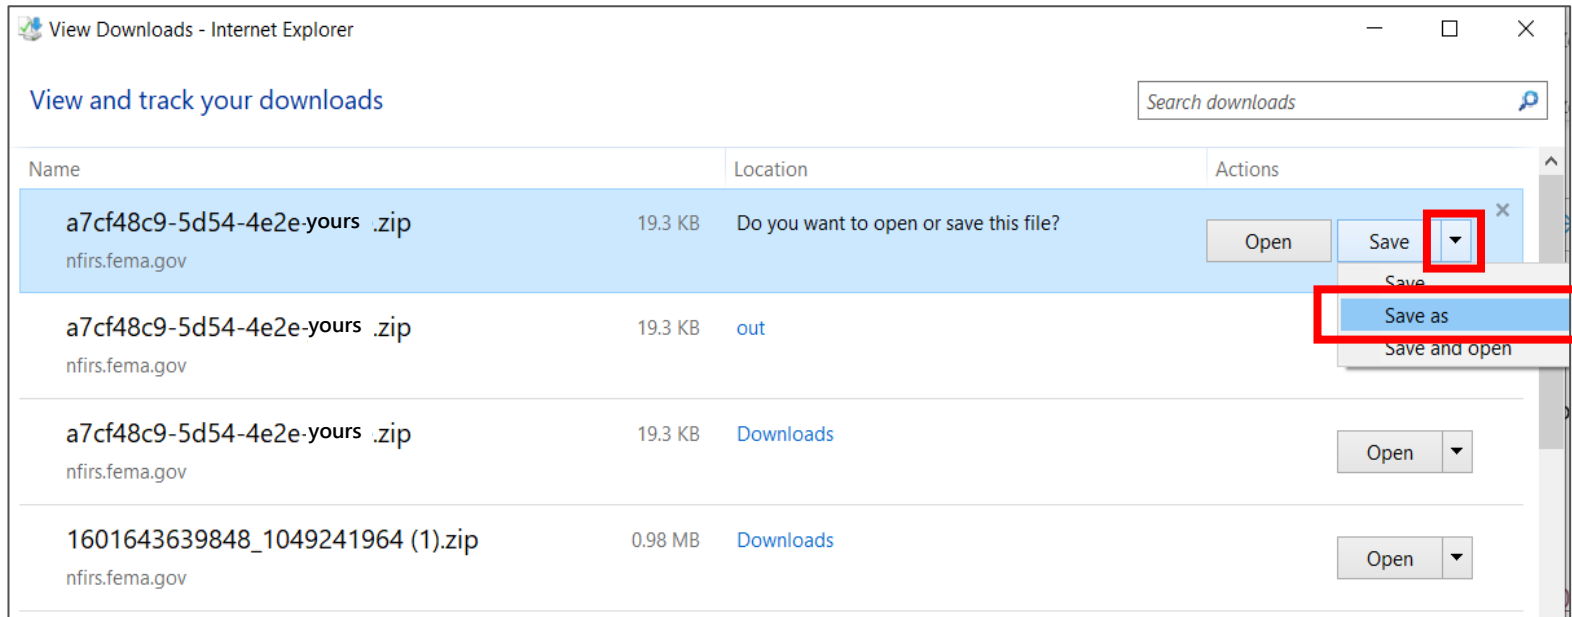 View Downloads - Internet Explorer
View and track your downloads
Search downloads
Name Location Actions
a7cf48c9-5d54-4e2e-yours .zip 19.3 KB Do you want to open or save this file? Open Save
nfirs.fema.gov
Save
Save as
Save and open
a7cf48c9-5d54-4e2e-yours .zip 19.3 KB out
nfirs.fema.gov
a7cf48c9-5d54-4e2e-yours .zip 19.3 KB Downloads Open
nfirs.fema.gov
1601643639848_1049241964 (1).zip 0.98 MB Downloads Open
nfirs.fema.gov